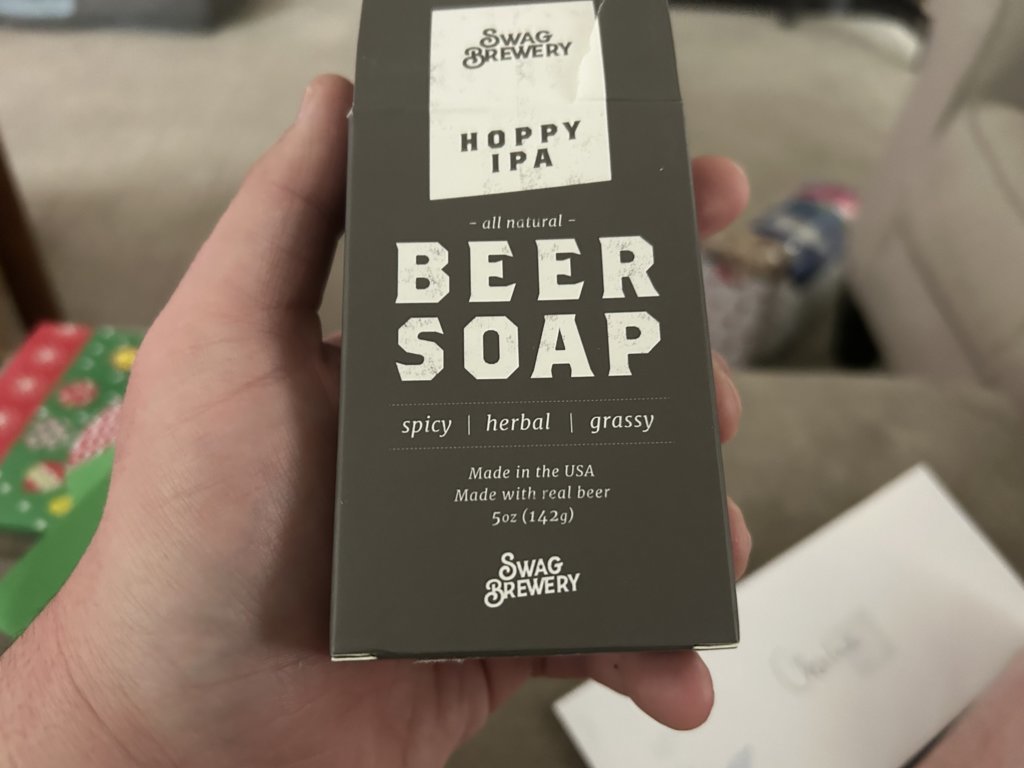 SWAG
BREWERY
HOPPY
IPA
- all natural -
BEER
SOAP
spicy | herbal | grassy
Made in the USA
Made with real beer
5oz (142g)
SWAG
BREWERY